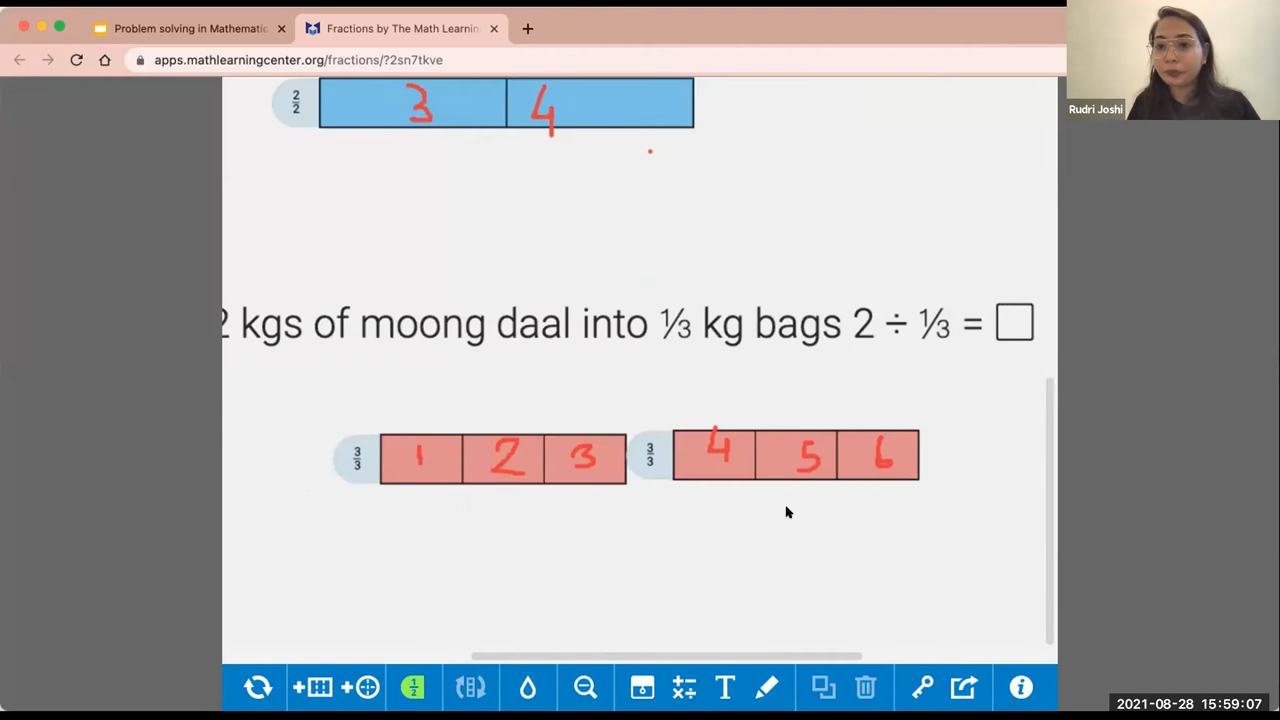 Problem solving in Mathematic
Fractions by The Math Learnin
apps.mathlearningcenter.org/fractions/?2sn7tkve
Rudri Joshi
2/2
3 4
2 kgs of moong daal into ⅓ kg bags 2 ÷ ⅓ = □
3/3 1 2 3 3/3 4 5 6
½
T
2021-08-28 15:59:07